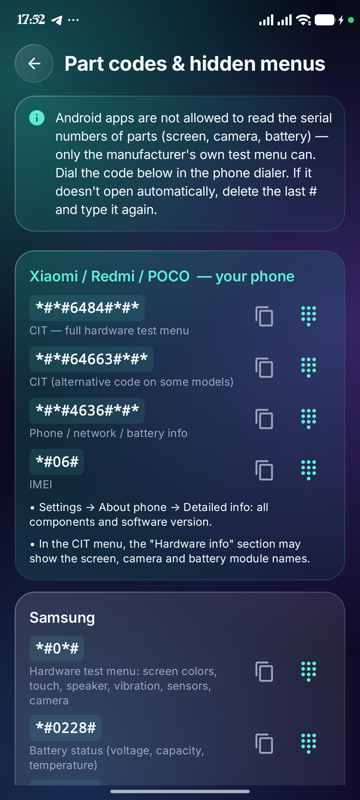 17:52
Part codes & hidden menus
Android apps are not allowed to read the serial
numbers of parts (screen, camera, battery) —
only the manufacturer's own test menu can.
Dial the code below in the phone dialer. If it
doesn't open automatically, delete the last #
and type it again.
Xiaomi / Redmi / POCO — your phone
*#*#6484#*#*
CIT — full hardware test menu
*#*#64663#*#*
CIT (alternative code on some models)
*#*#4636#*#*
Phone / network / battery info
*#06#
IMEI
• Settings → About phone → Detailed info: all
components and software version.
• In the CIT menu, the "Hardware info" section may
show the screen, camera and battery module names.
Samsung
*#0*#
Hardware test menu: screen colors,
touch, speaker, vibration, sensors,
camera
*#0228#
Battery status (voltage, capacity,
temperature)